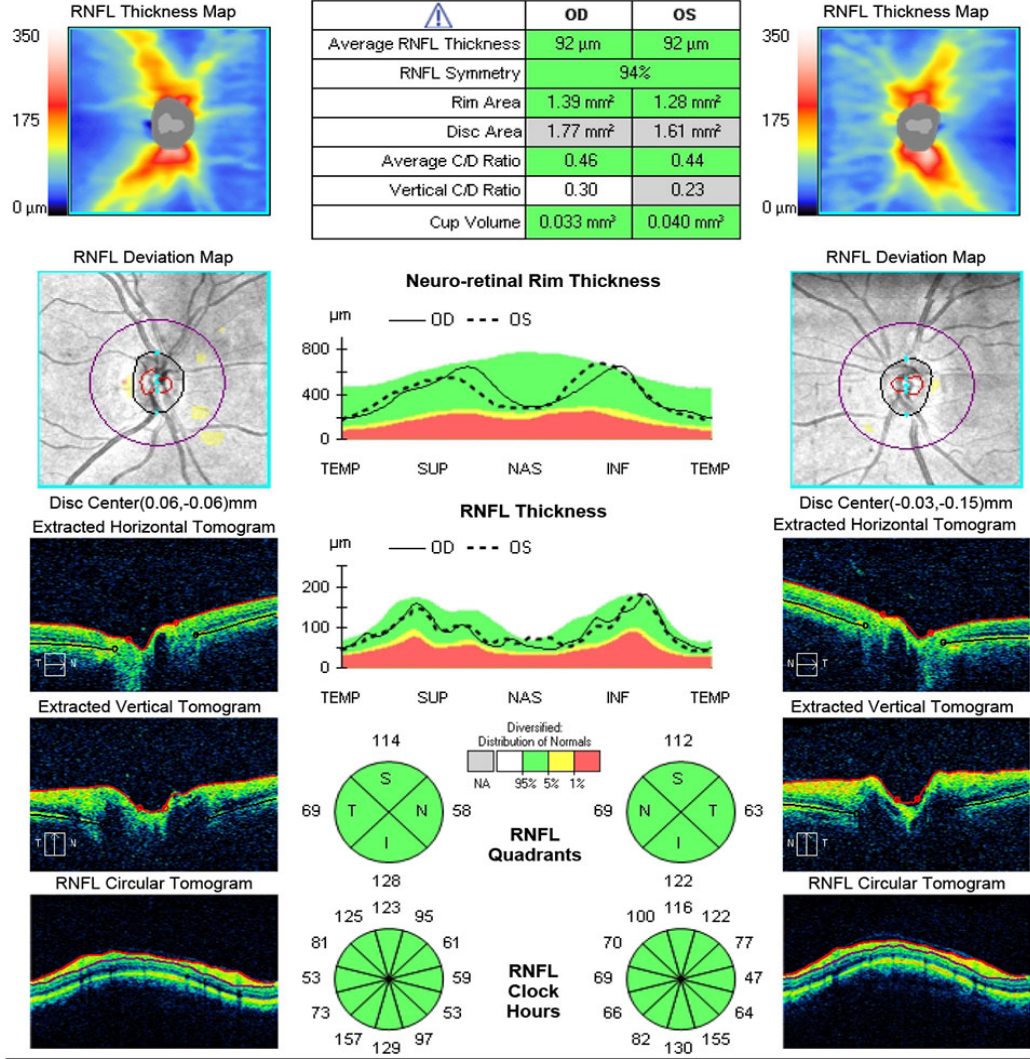 RNFL Thickness Map
350
175
0 μm
OD OS
Average RNFL Thickness 92 μm 92 μm
RNFL Symmetry 94%
Rim Area 1.39 mm² 1.28 mm²
Disc Area 1.77 mm² 1.61 mm²
Average C/D Ratio 0.46 0.44
Vertical C/D Ratio 0.30 0.23
Cup Volume 0.033 mm³ 0.040 mm³
RNFL Thickness Map
350
175
0 μm
RNFL Deviation Map
Disc Center(0.06,-0.06)mm
Neuro-retinal Rim Thickness
μm OD OS
800
400
0
TEMP SUP NAS INF TEMP
RNFL Deviation Map
Disc Center(-0.03,-0.15)mm
Extracted Horizontal Tomogram
T N
RNFL Thickness
μm OD OS
200
100
0
TEMP SUP NAS INF TEMP
Extracted Horizontal Tomogram
N T
Extracted Vertical Tomogram
T N
Diversified:
Distribution of Normals
NA 95% 5% 1%
114
S
69 T N 58
I
128
RNFL
Quadrants
112
S
69 N T 63
I
122
Extracted Vertical Tomogram
N T
RNFL Circular Tomogram
125 123 95
81 61
53 59
73 53
157 129 97
RNFL
Clock
Hours
100 116 122
70 77
69 47
66 64
82 130 155
RNFL Circular Tomogram